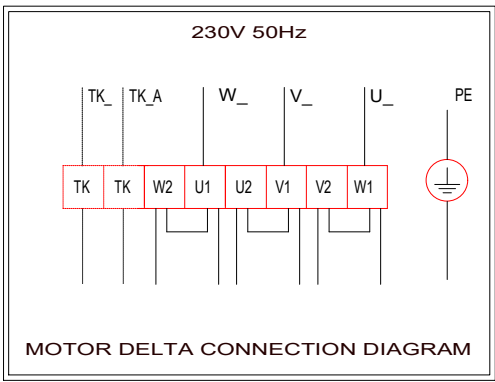 230V 50Hz
TK_ TK_A W_ V_ U_ PE
TK TK W2 U1 U2 V1 V2 W1
MOTOR DELTA CONNECTION DIAGRAM